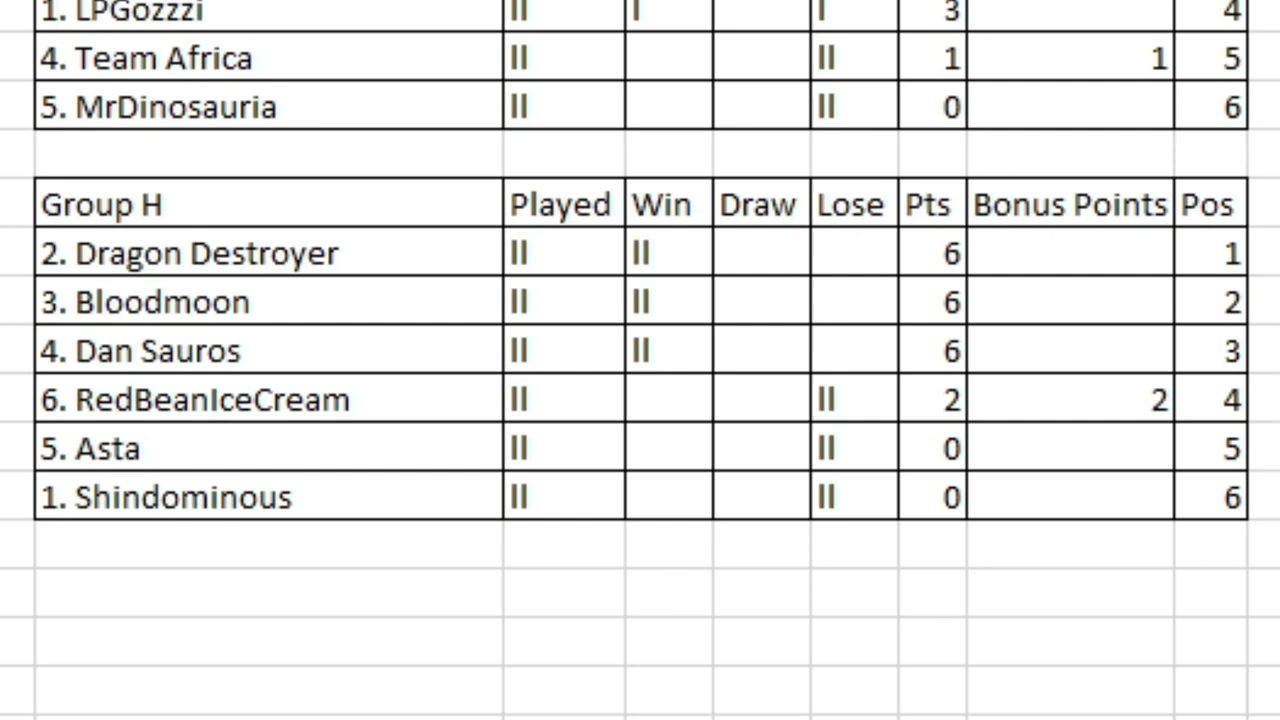 1. LPGozzzi II I I 3 4
4. Team Africa II II 1 1 5
5. MrDinosauria II II 0 6
Group H Played Win Draw Lose Pts Bonus Points Pos
2. Dragon Destroyer II II 6 1
3. Bloodmoon II II 6 2
4. Dan Sauros II II 6 3
6. RedBeanIceCream II II 2 2 4
5. Asta II II 0 5
1. Shindominous II II 0 6